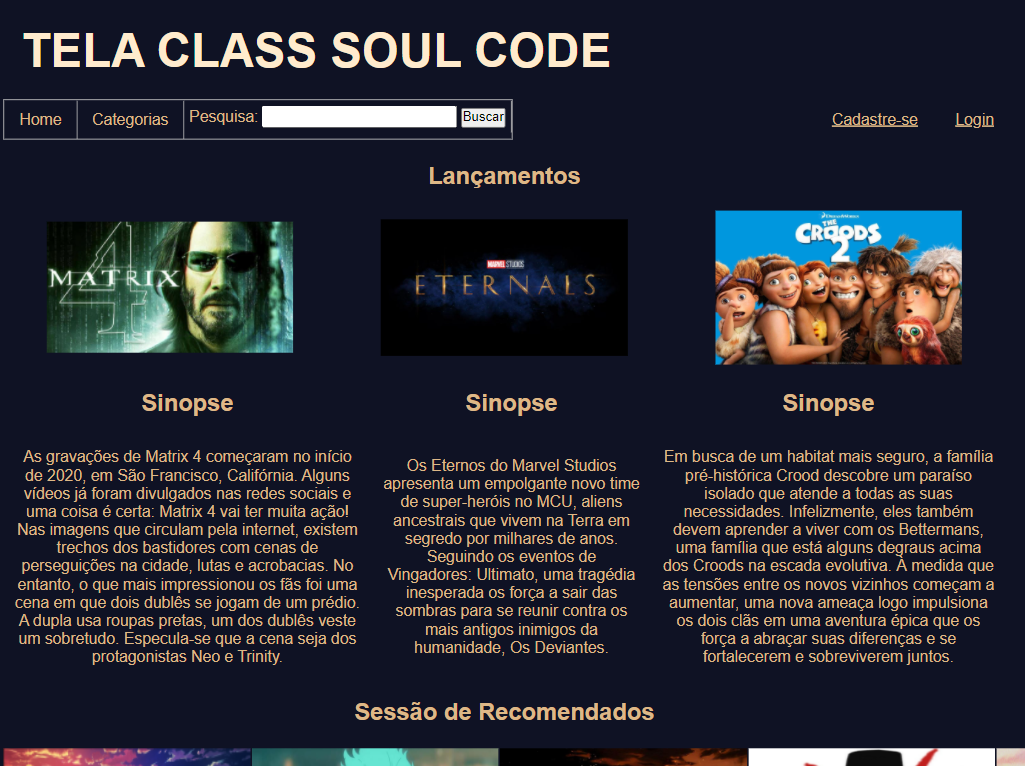 TELA CLASS SOUL CODE
Home
Categorias
Pesquisa:
Buscar
Cadastre-se
Login
Lançamentos
4
MATRIX
MARVEL STUDIOS
ETERNALS
DREAMWORKS
THE
CROODS
2
Sinopse
As gravações de Matrix 4 começaram no início
de 2020, em São Francisco, Califórnia. Alguns
vídeos já foram divulgados nas redes sociais e
uma coisa é certa: Matrix 4 vai ter muita ação!
Nas imagens que circulam pela internet, existem
trechos dos bastidores com cenas de
perseguições na cidade, lutas e acrobacias. No
entanto, o que mais impressionou os fãs foi uma
cena em que dois dublês se jogam de um prédio.
A dupla usa roupas pretas, um dos dublês veste
um sobretudo. Especula-se que a cena seja dos
protagonistas Neo e Trinity.
Sinopse
Os Eternos do Marvel Studios
apresenta um empolgante novo time
de super-heróis no MCU, aliens
ancestrais que vivem na Terra em
segredo por milhares de anos.
Seguindo os eventos de
Vingadores: Ultimato, uma tragédia
inesperada os força a sair das
sombras para se reunir contra os
mais antigos inimigos da
humanidade, Os Deviantes.
Sinopse
Em busca de um habitat mais seguro, a família
pré-histórica Crood descobre um paraíso
isolado que atende a todas as suas
necessidades. Infelizmente, eles também
devem aprender a viver com os Bettermans,
uma família que está alguns degraus acima
dos Croods na escada evolutiva. À medida que
as tensões entre os novos vizinhos começam a
aumentar, uma nova ameaça logo impulsiona
os dois clãs em uma aventura épica que os
força a abraçar suas diferenças e se
fortalecerem e sobreviverem juntos.
Sessão de Recomendados